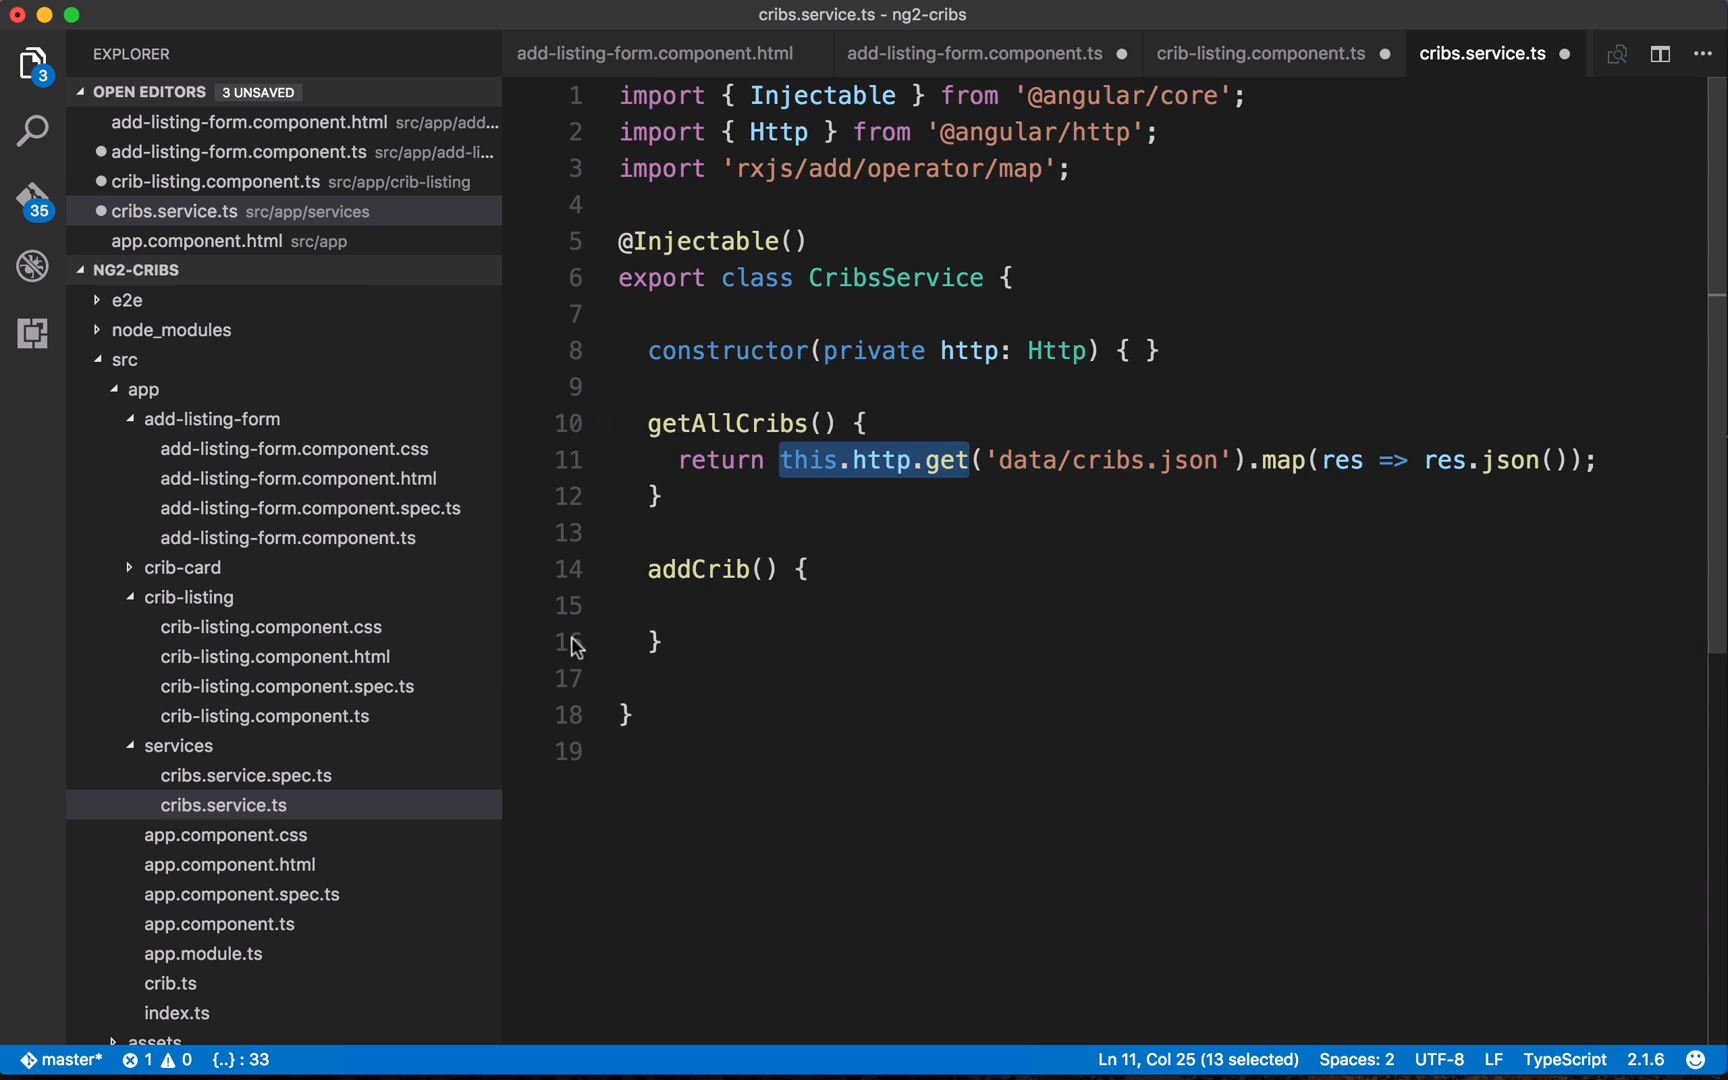 cribs.service.ts - ng2-cribs
EXPLORER
add-listing-form.component.html
add-listing-form.component.ts
crib-listing.component.ts
cribs.service.ts
3
35
OPEN EDITORS 3 UNSAVED
add-listing-form.component.html src/app/add...
add-listing-form.component.ts src/app/add-li...
crib-listing.component.ts src/app/crib-listing
cribs.service.ts src/app/services
app.component.html src/app
NG2-CRIBS
e2e
node_modules
src
app
add-listing-form
add-listing-form.component.css
add-listing-form.component.html
add-listing-form.component.spec.ts
add-listing-form.component.ts
crib-card
crib-listing
crib-listing.component.css
crib-listing.component.html
crib-listing.component.spec.ts
crib-listing.component.ts
services
cribs.service.spec.ts
cribs.service.ts
app.component.css
app.component.html
app.component.spec.ts
app.component.ts
app.module.ts
crib.ts
index.ts
assets
1 import { Injectable } from '@angular/core';
2 import { Http } from '@angular/http';
3 import 'rxjs/add/operator/map';
4
5 @Injectable()
6 export class CribsService {
7
8 constructor(private http: Http) { }
9
10 getAllCribs() {
11 return this.http.get('data/cribs.json').map(res => res.json());
12 }
13
14 addCrib() {
15
16 }
17
18 }
19
master* 1 0 {..} : 33
Ln 11, Col 25 (13 selected) Spaces: 2 UTF-8 LF TypeScript 2.1.6